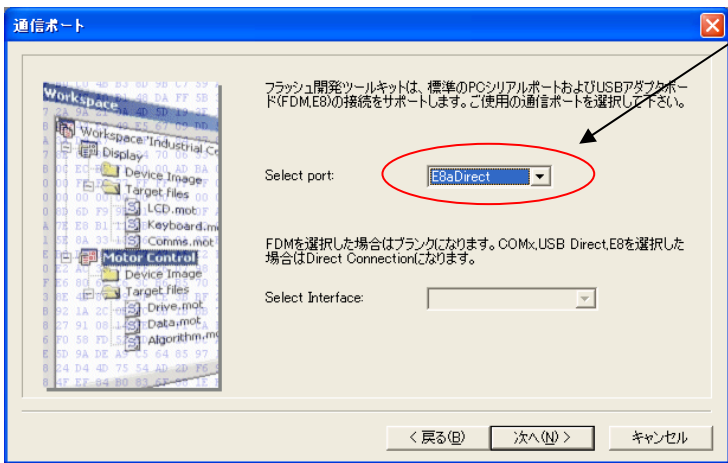 通信ポート
フラッシュ開発ツールキットは、標準のPCシリアルポートおよびUSBアダプタボー
ド(FDM,E8)の接続をサポートします。ご使用の通信ポートを選択して下さい。
Select port:
E8aDirect
FDMを選択した場合はブランクになります。COMx,USB Direct,E8を選択した
場合はDirect Connectionになります。
Select Interface:
Workspace
Workspace 'Industrial
Display
Device Image
Target files
LCD.mot
Keyboard.m
Comms.mot
Motor Control
Device Image
Target files
Drive.mot
Data.mot
Algorithm.mo
< 戻る(B)
次へ(N) >
キャンセル